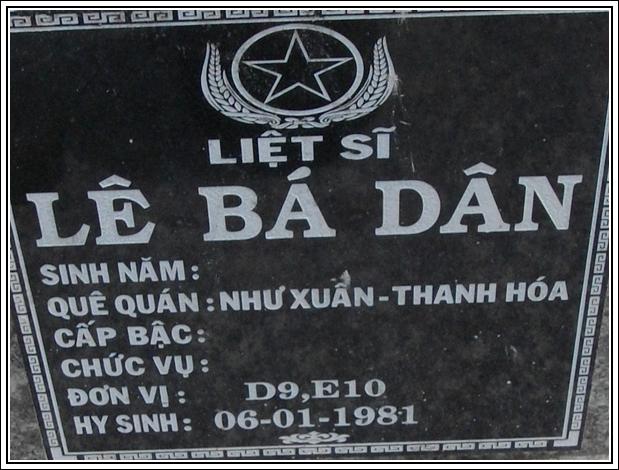 LIỆT SĨ
LÊ BÁ DÂN
SINH NĂM :
QUÊ QUÁN : NHƯ XUÂN - THANH HÓA
CẤP BẬC :
CHỨC VỤ :
ĐƠN VỊ : D9,E10
HY SINH : 06-01-1981